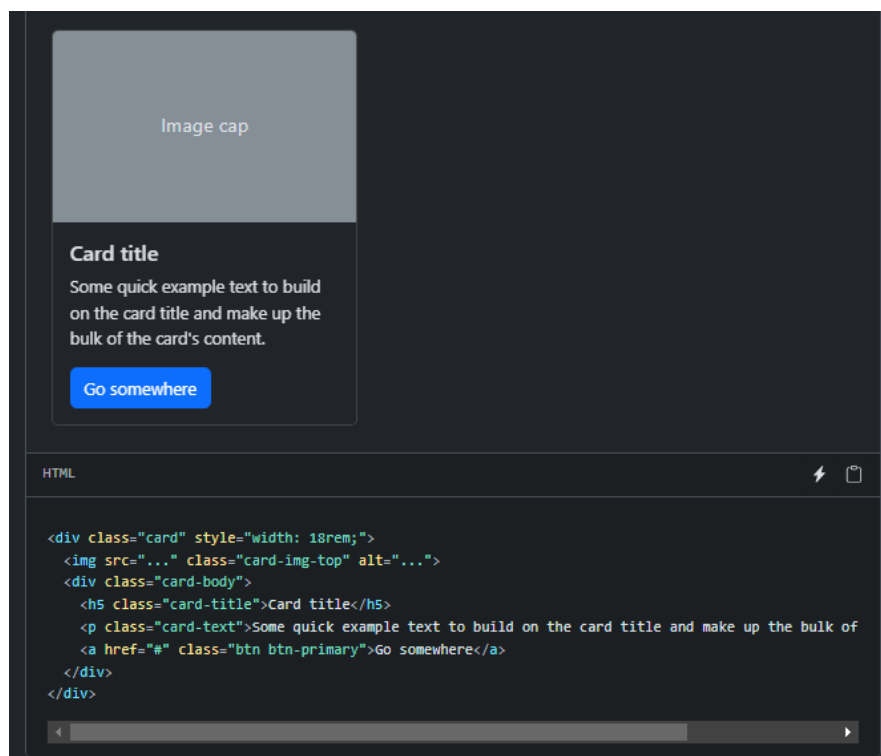 Image cap
Card title
Some quick example text to build
on the card title and make up the
bulk of the card's content.
Go somewhere
HTML
<div class="card" style="width: 18rem;">
  <img src="..." class="card-img-top" alt="...">
  <div class="card-body">
    <h5 class="card-title">Card title</h5>
    <p class="card-text">Some quick example text to build on the card title and make up the bulk of
    <a href="#" class="btn btn-primary">Go somewhere</a>
  </div>
</div>